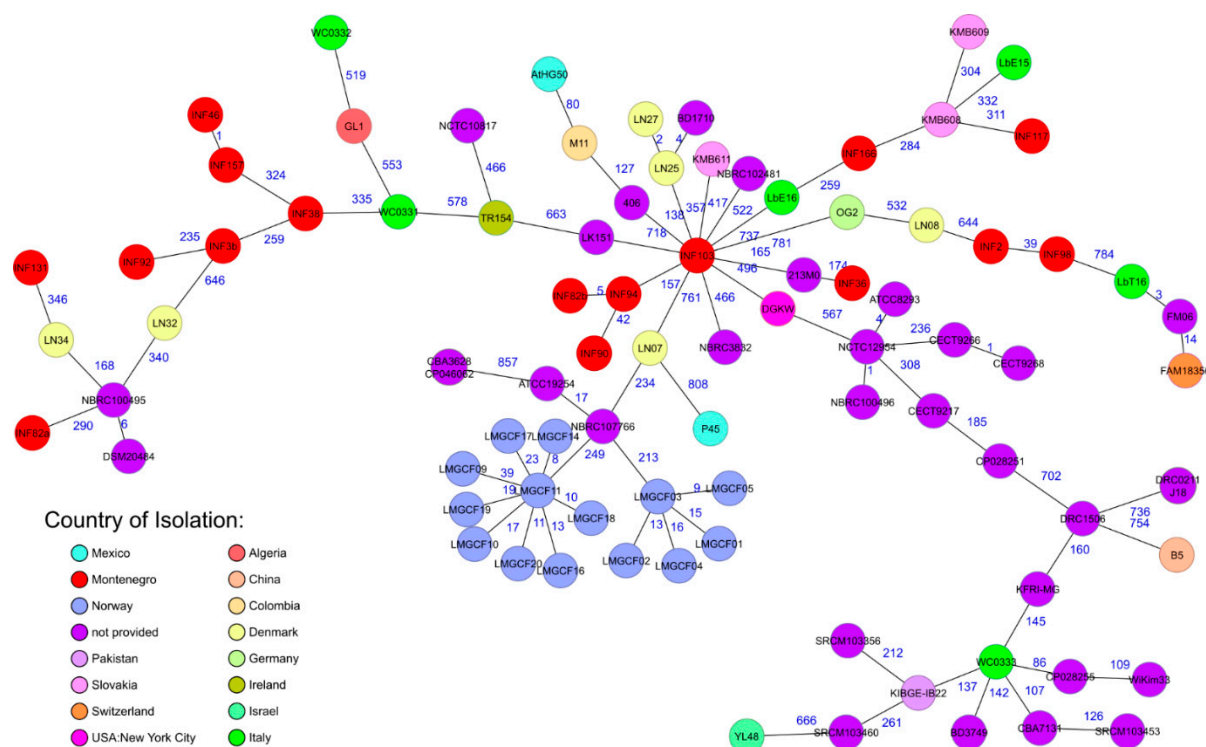 WC0332
519
GL1
553
INF46
1
INF157
324
INF38
335
WC0331
578
TR154
466
NCTC10817
663
LK151
235
INF92
INF3b
259
646
LN32
340
INF131
346
LN34
168
NBRC100495
290
INF82a
6
DSM20484
AtHG50
80
M11
127
406
718
LN27
2
BD1710
4
LN25
138
KMB611
357
NBRC102481
417
522
LbE16
259
INF166
284
KMB608
KMB609
304
LbE15
332
311
INF117
INF103
737
OG2
532
LN08
644
INF2
39
INF98
784
LbT16
3
FM06
14
FAM18356
781
165
213M0
174
INF36
496
DGKW
567
466
NBRC3832
157
INF94
5
INF82b
42
INF90
761
LN07
808
P45
234
NBRC107766
17
ATCC19254
857
CBA3628
CP046062
249
213
LMGCF17
LMGCF14
23
8
LMGCF09
39
LMGCF11
LMGCF19
19
10
LMGCF18
LMGCF10
17
11
13
LMGCF20
LMGCF16
LMGCF03
9
LMGCF05
15
LMGCF01
13
16
LMGCF02
LMGCF04
ATCC8293
4
NCTC12954
236
CECT9266
1
CECT9268
1
NBRC100496
308
CECT9217
185
CP028251
702
DRC1506
736
DRC0211
J18
754
B5
160
KFRI-MG
145
WC0333
86
CP028255
109
WiKim33
107
CBA7131
126
SRCM103453
142
BD3749
137
KIBGE-IB22
212
SRCM103356
261
SRCM103460
666
YL48
Country of Isolation:
Mexico
Montenegro
Norway
not provided
Pakistan
Slovakia
Switzerland
USA:New York City
Algeria
China
Colombia
Denmark
Germany
Ireland
Israel
Italy